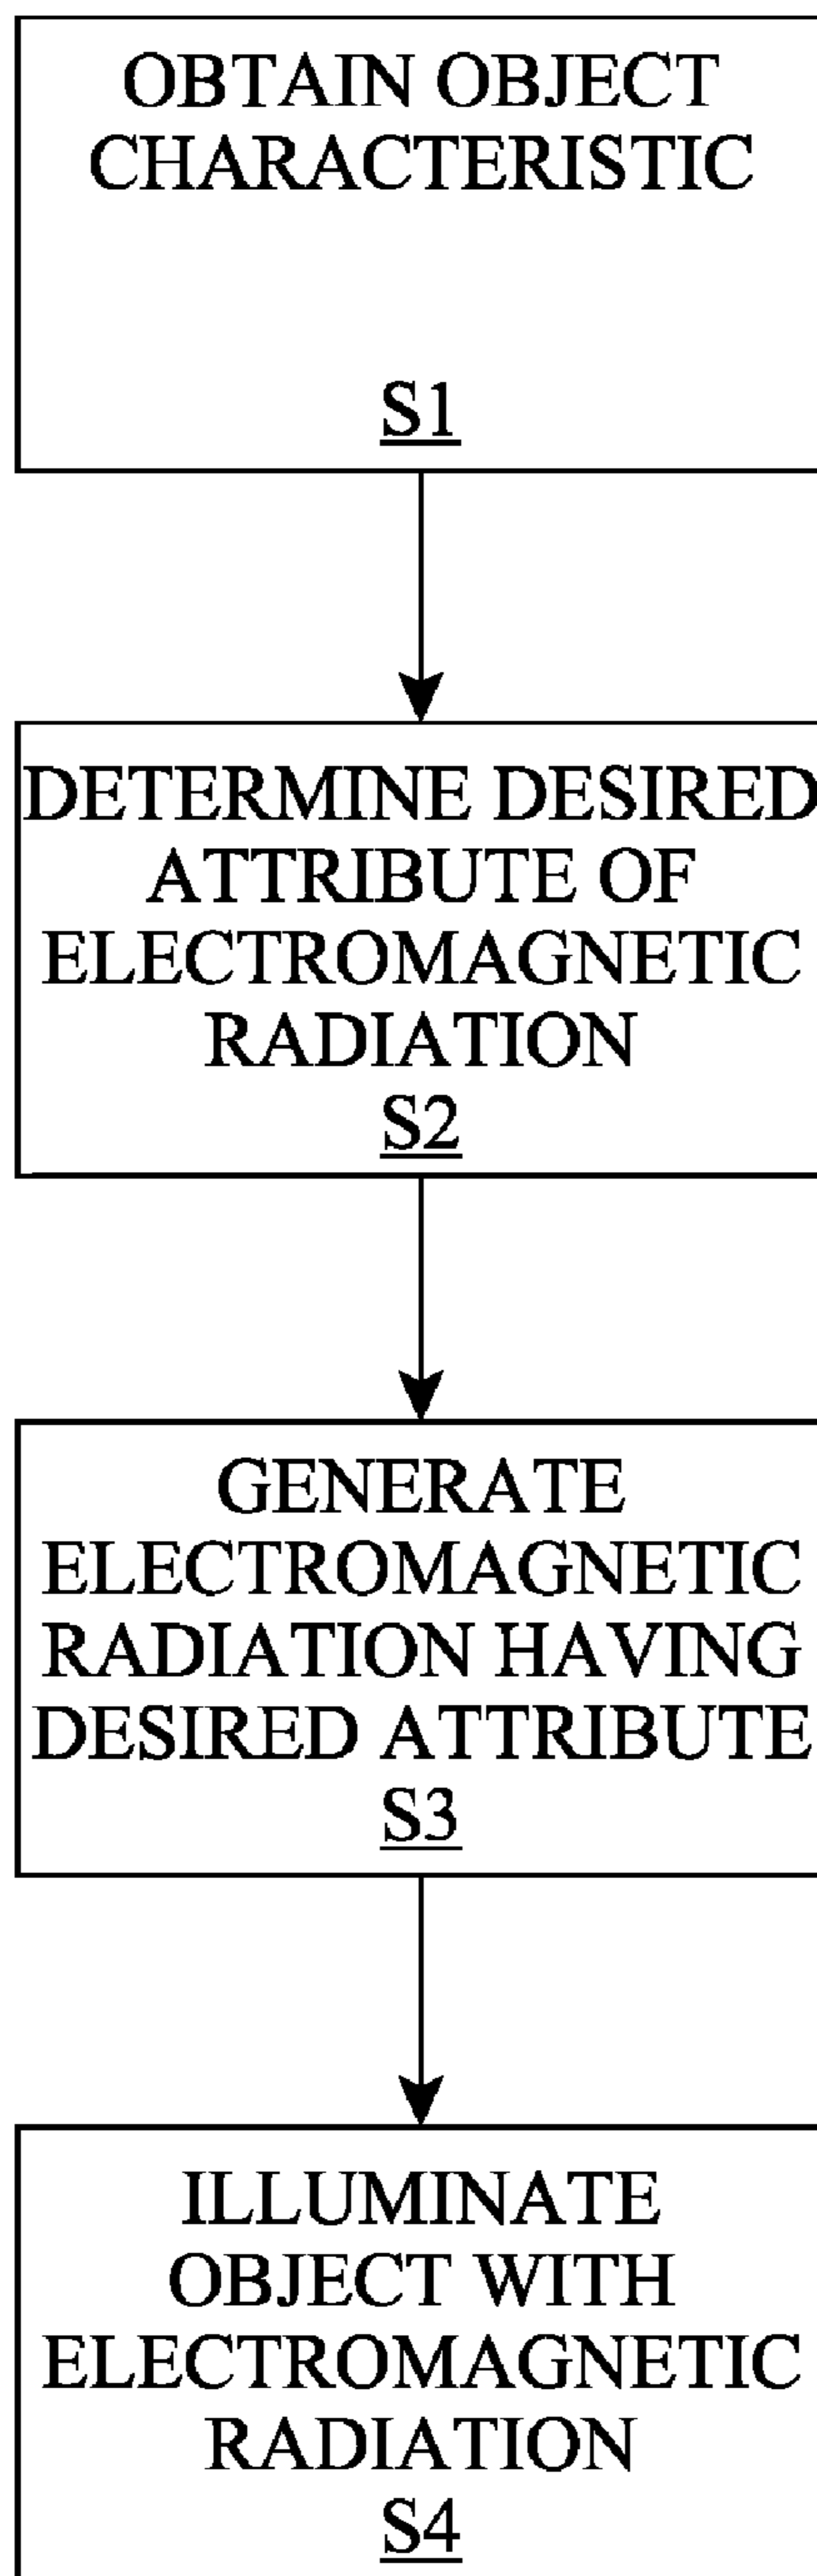 OBTAIN OBJECT
CHARACTERISTIC
S1
DETERMINE DESIRED
ATTRIBUTE OF
ELECTROMAGNETIC
RADIATION
S2
GENERATE
ELECTROMAGNETIC
RADIATION HAVING
DESIRED ATTRIBUTE
S3
ILLUMINATE
OBJECT WITH
ELECTROMAGNETIC
RADIATION
S4